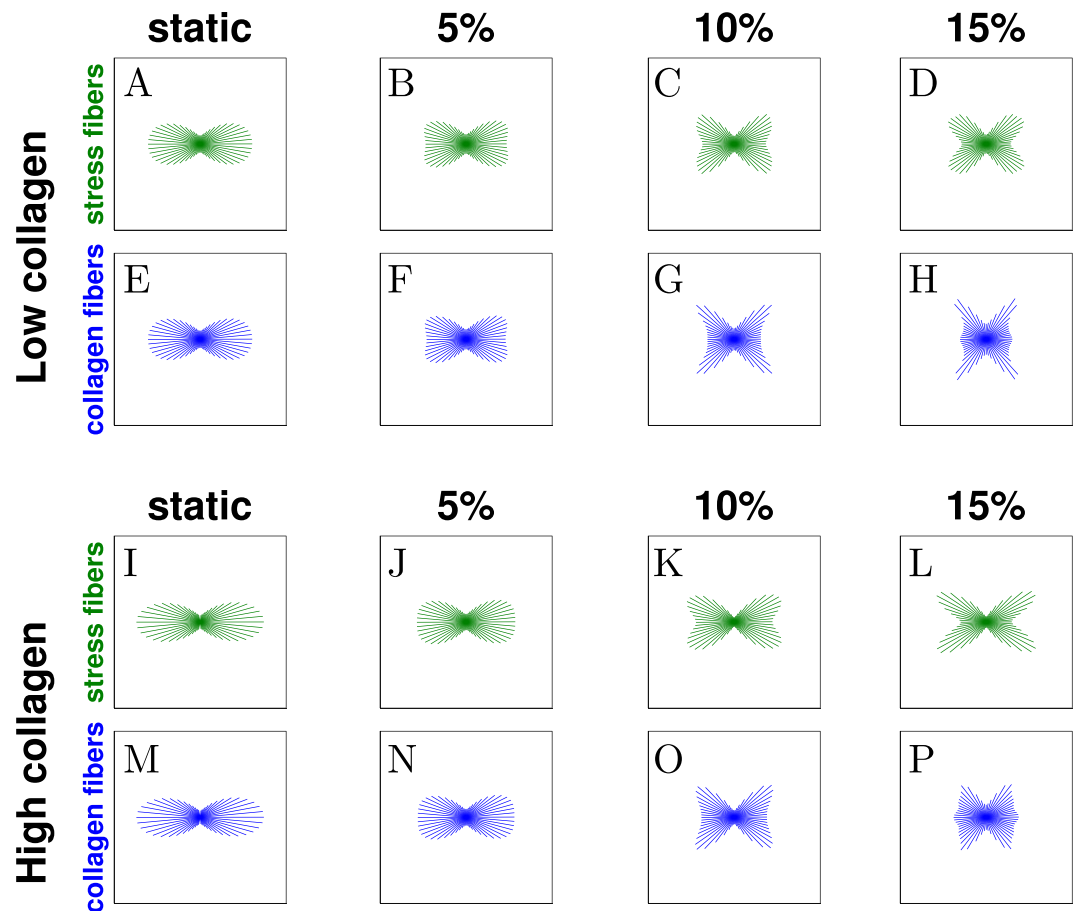 static 5% 10% 15%
Low collagen
stress fibers
A B C D
collagen fibers
E F G H
static 5% 10% 15%
High collagen
stress fibers
I J K L
collagen fibers
M N O P